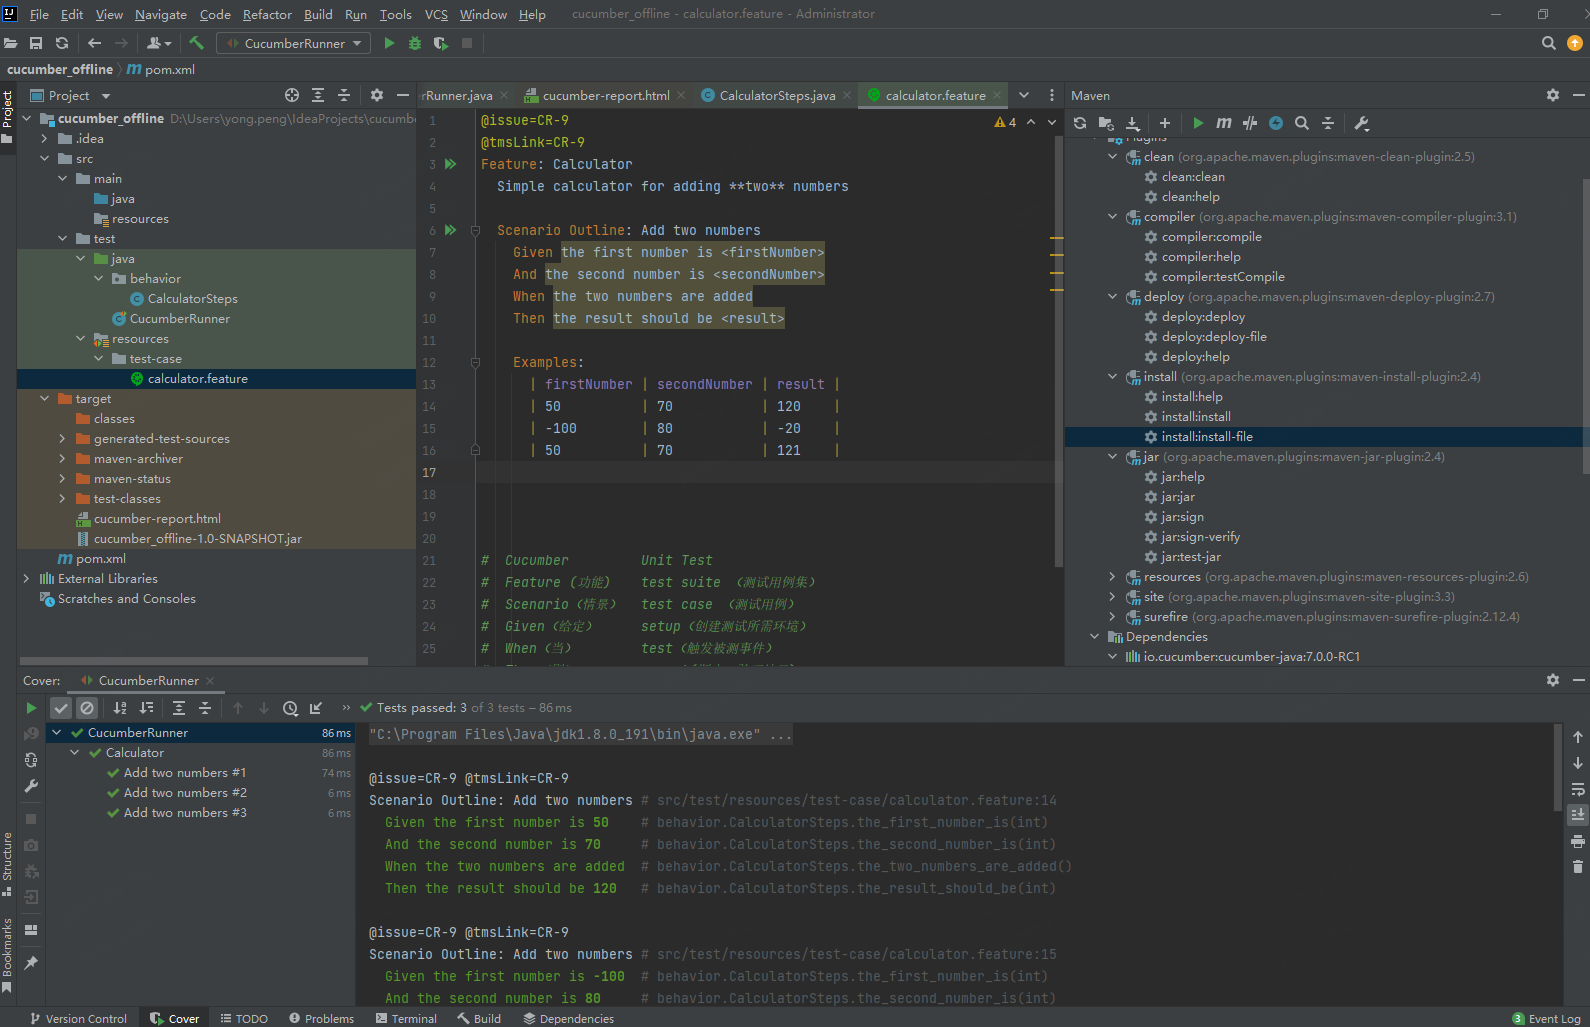 File Edit View Navigate Code Refactor Build Run Tools VCS Window Help cucumber_offline - calculator.feature - Administrator
CucumberRunner
cucumber_offline pom.xml
Project
Project
cucumber_offline D:\Users\yong.peng\IdeaProjects\cucumbe
.idea
src
main
java
resources
test
java
behavior
CalculatorSteps
CucumberRunner
resources
test-case
calculator.feature
target
classes
generated-test-sources
maven-archiver
maven-status
test-classes
cucumber-report.html
cucumber_offline-1.0-SNAPSHOT.jar
pom.xml
External Libraries
Scratches and Consoles
rRunner.java cucumber-report.html CalculatorSteps.java calculator.feature
4
1 @issue=CR-9
2 @tmsLink=CR-9
3 Feature: Calculator
4 Simple calculator for adding **two** numbers
5
6 Scenario Outline: Add two numbers
7 Given the first number is <firstNumber>
8 And the second number is <secondNumber>
9 When the two numbers are added
10 Then the result should be <result>
11
12 Examples:
13 | firstNumber | secondNumber | result |
14 | 50 | 70 | 120 |
15 | -100 | 80 | -20 |
16 | 50 | 70 | 121 |
17
18
19
20
21 # Cucumber Unit Test
22 # Feature (功能) test suite （测试用例集）
23 # Scenario（情景） test case （测试用例）
24 # Given（给定） setup（创建测试所需环境）
25 # When（当） test（触发被测事件）
Maven
Plugins
clean (org.apache.maven.plugins:maven-clean-plugin:2.5)
clean:clean
clean:help
compiler (org.apache.maven.plugins:maven-compiler-plugin:3.1)
compiler:compile
compiler:help
compiler:testCompile
deploy (org.apache.maven.plugins:maven-deploy-plugin:2.7)
deploy:deploy
deploy:deploy-file
deploy:help
install (org.apache.maven.plugins:maven-install-plugin:2.4)
install:help
install:install
install:install-file
jar (org.apache.maven.plugins:maven-jar-plugin:2.4)
jar:help
jar:jar
jar:sign
jar:sign-verify
jar:test-jar
resources (org.apache.maven.plugins:maven-resources-plugin:2.6)
site (org.apache.maven.plugins:maven-site-plugin:3.3)
surefire (org.apache.maven.plugins:maven-surefire-plugin:2.12.4)
Dependencies
io.cucumber:cucumber-java:7.0.0-RC1
Cover: CucumberRunner
Tests passed: 3 of 3 tests – 86 ms
CucumberRunner 86 ms
Calculator 86 ms
Add two numbers #1 74 ms
Add two numbers #2 6 ms
Add two numbers #3 6 ms
"C:\Program Files\Java\jdk1.8.0_191\bin\java.exe" ...
@issue=CR-9 @tmsLink=CR-9
Scenario Outline: Add two numbers # src/test/resources/test-case/calculator.feature:14
Given the first number is 50 # behavior.CalculatorSteps.the_first_number_is(int)
And the second number is 70 # behavior.CalculatorSteps.the_second_number_is(int)
When the two numbers are added # behavior.CalculatorSteps.the_two_numbers_are_added()
Then the result should be 120 # behavior.CalculatorSteps.the_result_should_be(int)
@issue=CR-9 @tmsLink=CR-9
Scenario Outline: Add two numbers # src/test/resources/test-case/calculator.feature:15
Given the first number is -100 # behavior.CalculatorSteps.the_first_number_is(int)
And the second number is 80 # behavior.CalculatorSteps.the_second_number_is(int)
Structure
Bookmarks
Version Control Cover TODO Problems Terminal Build Dependencies 3 Event Log